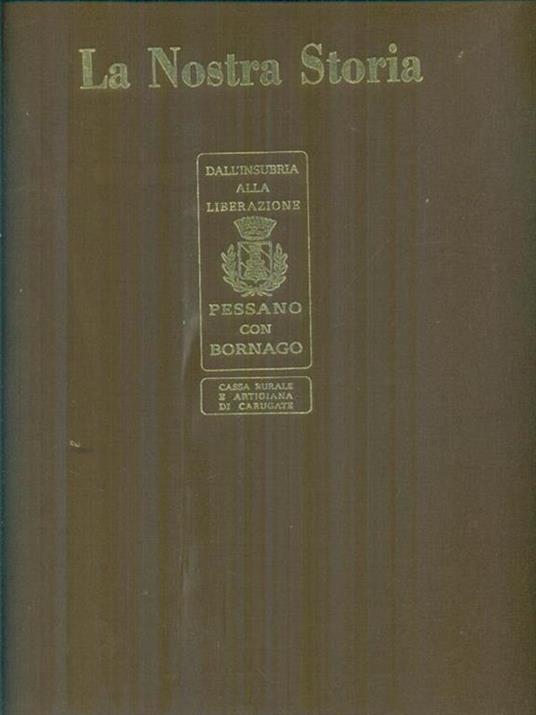 La Nostra Storia
DALL'INSUBRIA
ALLA
LIBERAZIONE
PESSANO
CON
BORNAGO
CASSA RURALE
E ARTIGIANA
DI CARUGATE